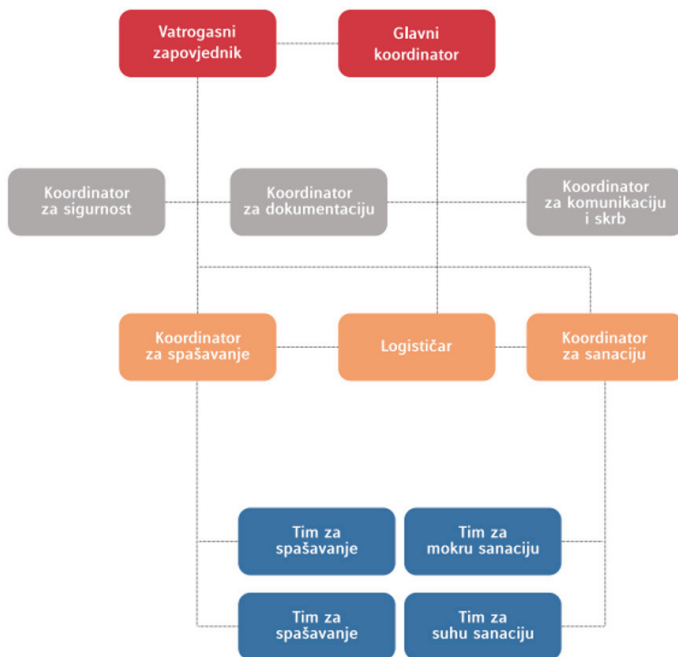 Vatrogasni
zapovjednik
Glavni
koordinator
Koordinator
za sigurnost
Koordinator
za dokumentaciju
Koordinator
za komunikaciju
i skrb
Koordinator
za spašavanje
Logističar
Koordinator
za sanaciju
Tim za
spašavanje
Tim za
mokru sanaciju
Tim za
spašavanje
Tim za
suhu sanaciju